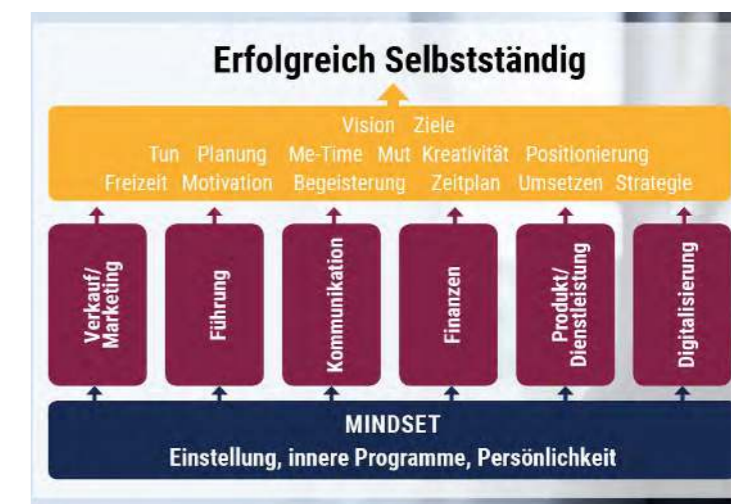 Erfolgreich Selbstständig
Vision Ziele
Tun Planung Me-Time Mut Kreativität Positionierung
Freizeit Motivation Begeisterung Zeitplan Umsetzen Strategie
Verkauf/
Marketing
Führung
Kommunikation
Finanzen
Produkt/
Dienstleistung
Digitalisierung
MINDSET
Einstellung, innere Programme, Persönlichkeit